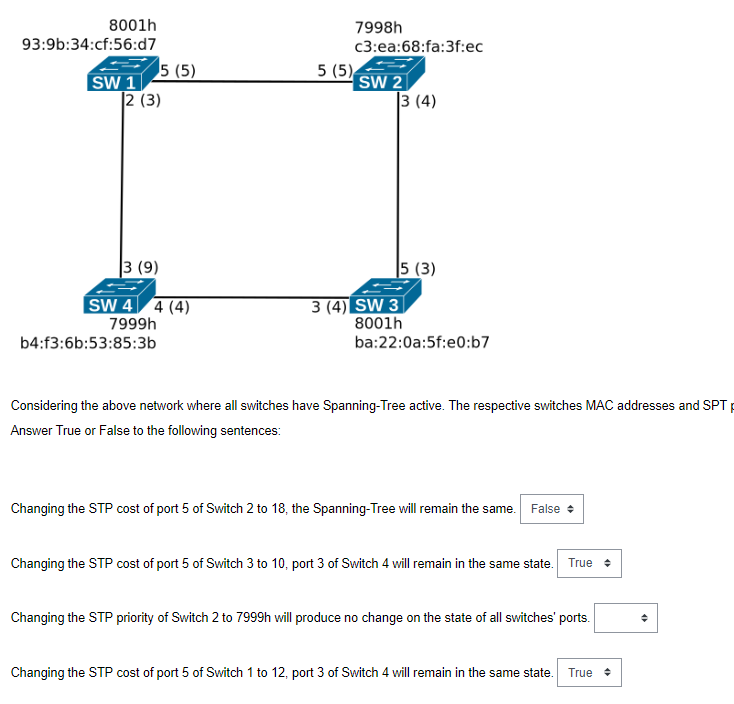 8001h
93:9b:34:cf:56:d7
7998h
c3:ea:68:fa:3f:ec
5 (5)
5 (5)
SW 1
SW 2
2 (3)
3 (4)
3 (9)
5 (3)
SW 4
4 (4)
3 (4)
SW 3
7999h
b4:f3:6b:53:85:3b
8001h
ba:22:0a:5f:e0:b7
Considering the above network where all switches have Spanning-Tree active. The respective switches MAC addresses and SPT
Answer True or False to the following sentences:
Changing the STP cost of port 5 of Switch 2 to 18, the Spanning-Tree will remain the same. False
Changing the STP cost of port 5 of Switch 3 to 10, port 3 of Switch 4 will remain in the same state. True
Changing the STP priority of Switch 2 to 7999h will produce no change on the state of all switches' ports.
Changing the STP cost of port 5 of Switch 1 to 12, port 3 of Switch 4 will remain in the same state. True